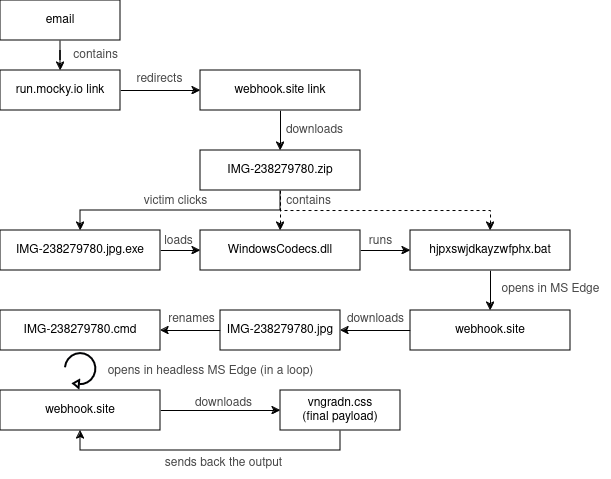 email
contains
run.mocky.io link
redirects
webhook.site link
downloads
IMG-238279780.zip
victim clicks
contains
IMG-238279780.jpg.exe
loads
WindowsCodecs.dll
runs
hjpxswjdkayzwfphx.bat
opens in MS Edge
IMG-238279780.cmd
renames
IMG-238279780.jpg
downloads
webhook.site
opens in headless MS Edge (in a loop)
webhook.site
downloads
vngradn.css
(final payload)
sends back the output